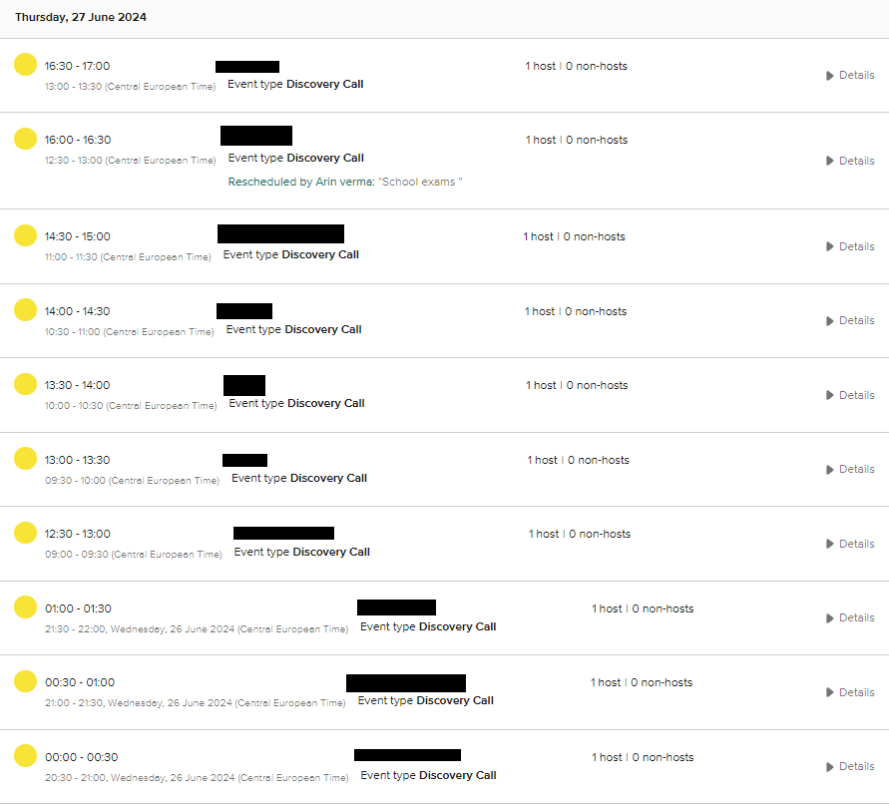 Thursday, 27 June 2024
16:30 - 17:00
1 host | 0 non-hosts
Details
13:00 - 13:30 (Central European Time)
Event type Discovery Call
16:00 - 16:30
1 host | 0 non-hosts
Details
12:30 - 13:00 (Central European Time)
Event type Discovery Call
Rescheduled by Arin verma: "School exams "
14:30 - 15:00
1 host | 0 non-hosts
Details
11:00 - 11:30 (Central European Time)
Event type Discovery Call
14:00 - 14:30
1 host | 0 non-hosts
Details
10:30 - 11:00 (Central European Time)
Event type Discovery Call
13:30 - 14:00
1 host | 0 non-hosts
Details
10:00 - 10:30 (Central European Time)
Event type Discovery Call
13:00 - 13:30
1 host | 0 non-hosts
Details
09:30 - 10:00 (Central European Time)
Event type Discovery Call
12:30 - 13:00
1 host | 0 non-hosts
Details
09:00 - 09:30 (Central European Time)
Event type Discovery Call
01:00 - 01:30
1 host | 0 non-hosts
Details
21:30 - 22:00, Wednesday, 26 June 2024 (Central European Time)
Event type Discovery Call
00:30 - 01:00
1 host | 0 non-hosts
Details
21:00 - 21:30, Wednesday, 26 June 2024 (Central European Time)
Event type Discovery Call
00:00 - 00:30
1 host | 0 non-hosts
Details
20:30 - 21:00, Wednesday, 26 June 2024 (Central European Time)
Event type Discovery Call